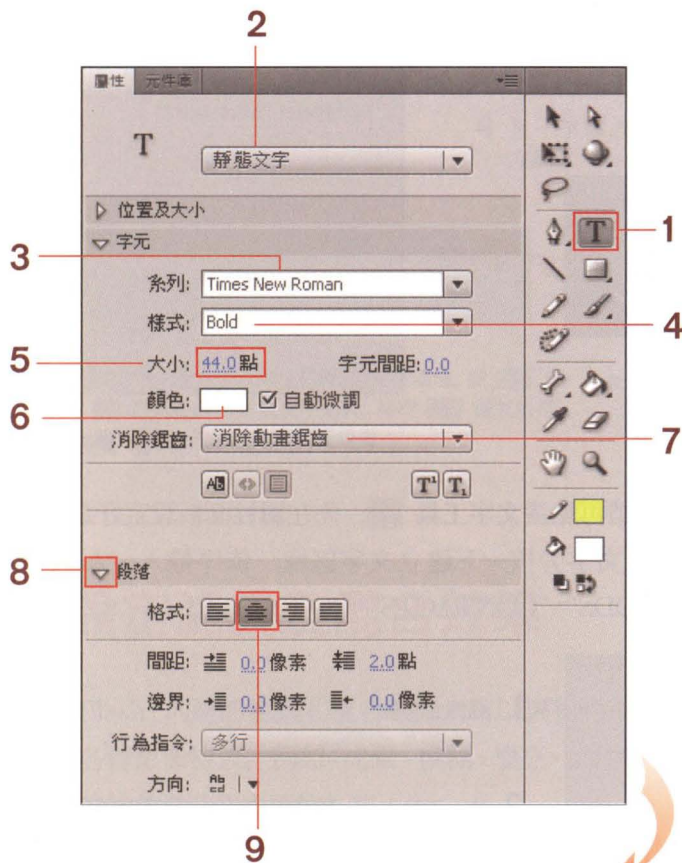 2
屬性 元件庫
T
靜態文字
位置及大小
1
T
字元
3
系列: Times New Roman
樣式: Bold
4
5
大小: 44.0 點 字元間距: 0.0
6
顏色: 自動微調
消除鋸齒: 消除動畫鋸齒
7
T¹ T₁
8
段落
格式:
間距: 0.0 像素 2.0 點
邊界: 0.0 像素 0.0 像素
行為指令: 多行
方向:
9